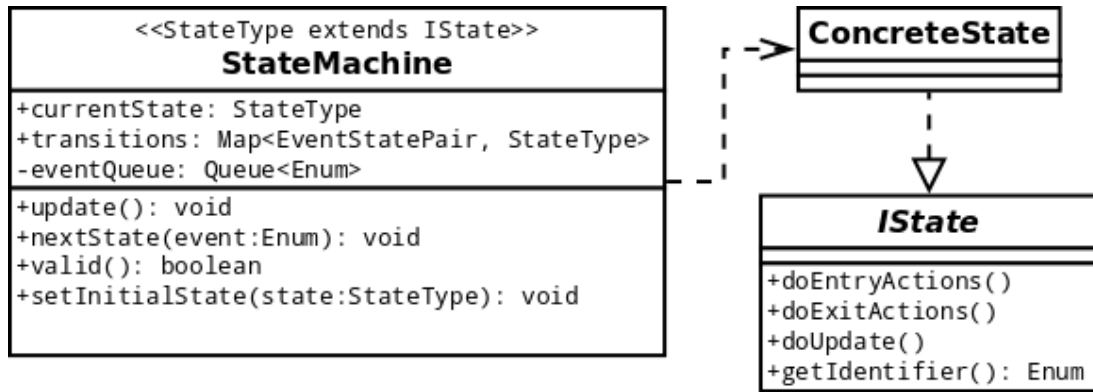 <<StateType extends IState>>
StateMachine
+currentState: StateType
+transitions: Map<EventStatePair, StateType>
-eventQueue: Queue<Enum>
+update(): void
+nextState(event:Enum): void
+valid(): boolean
+setInitialState(state:StateType): void
ConcreteState
IState
+doEntryActions()
+doExitActions()
+doUpdate()
+getIdentifier(): Enum